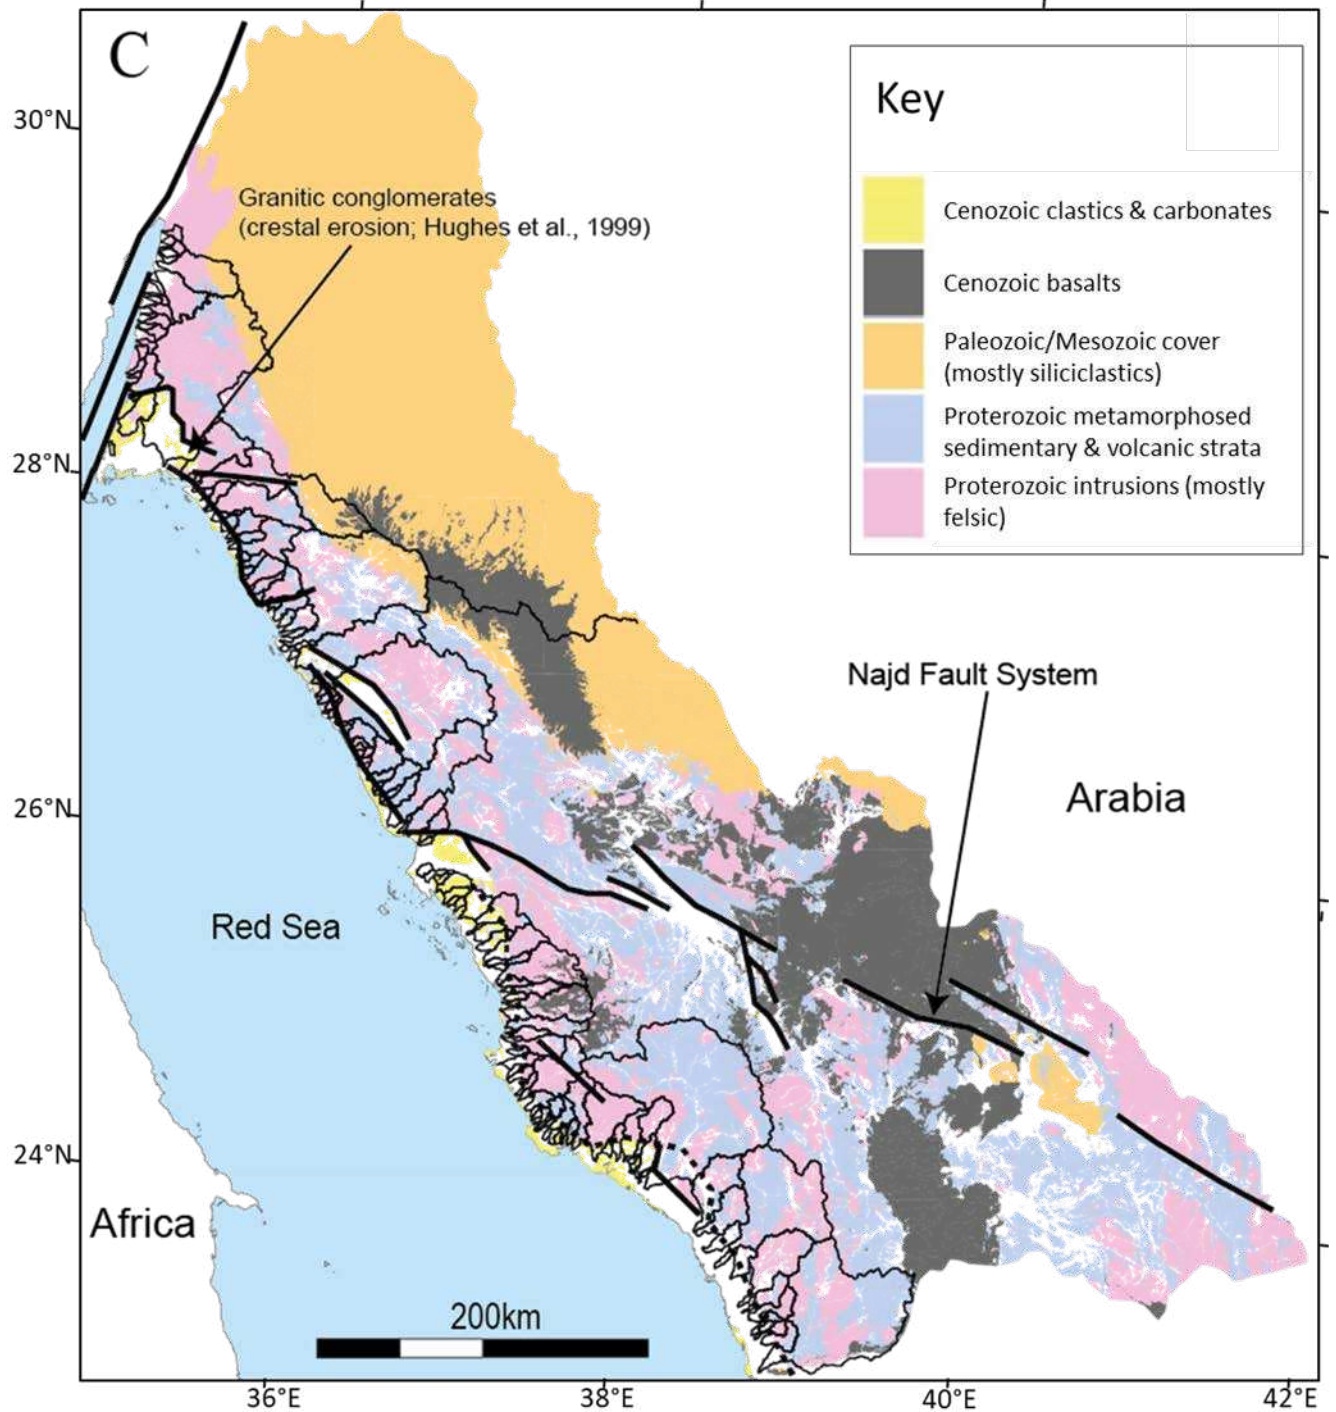 C
30°N
28°N
26°N
24°N
Granitic conglomerates
(crestal erosion; Hughes et al., 1999)
Key
Cenozoic clastics & carbonates
Cenozoic basalts
Paleozoic/Mesozoic cover
(mostly siliciclastics)
Proterozoic metamorphosed
sedimentary & volcanic strata
Proterozoic intrusions (mostly
felsic)
Najd Fault System
Arabia
Red Sea
Africa
200km
36°E
38°E
40°E
42°E